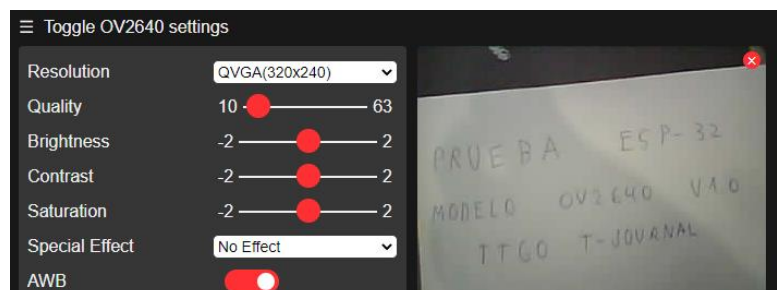 ☰ Toggle OV2640 settings
Resolution QVGA(320x240)
Quality 10 63
Brightness -2 2
Contrast -2 2
Saturation -2 2
Special Effect No Effect
AWB
PRUEBA ESP-32
MODELO OV2640 V1.0
TTGO T-JOURNAL